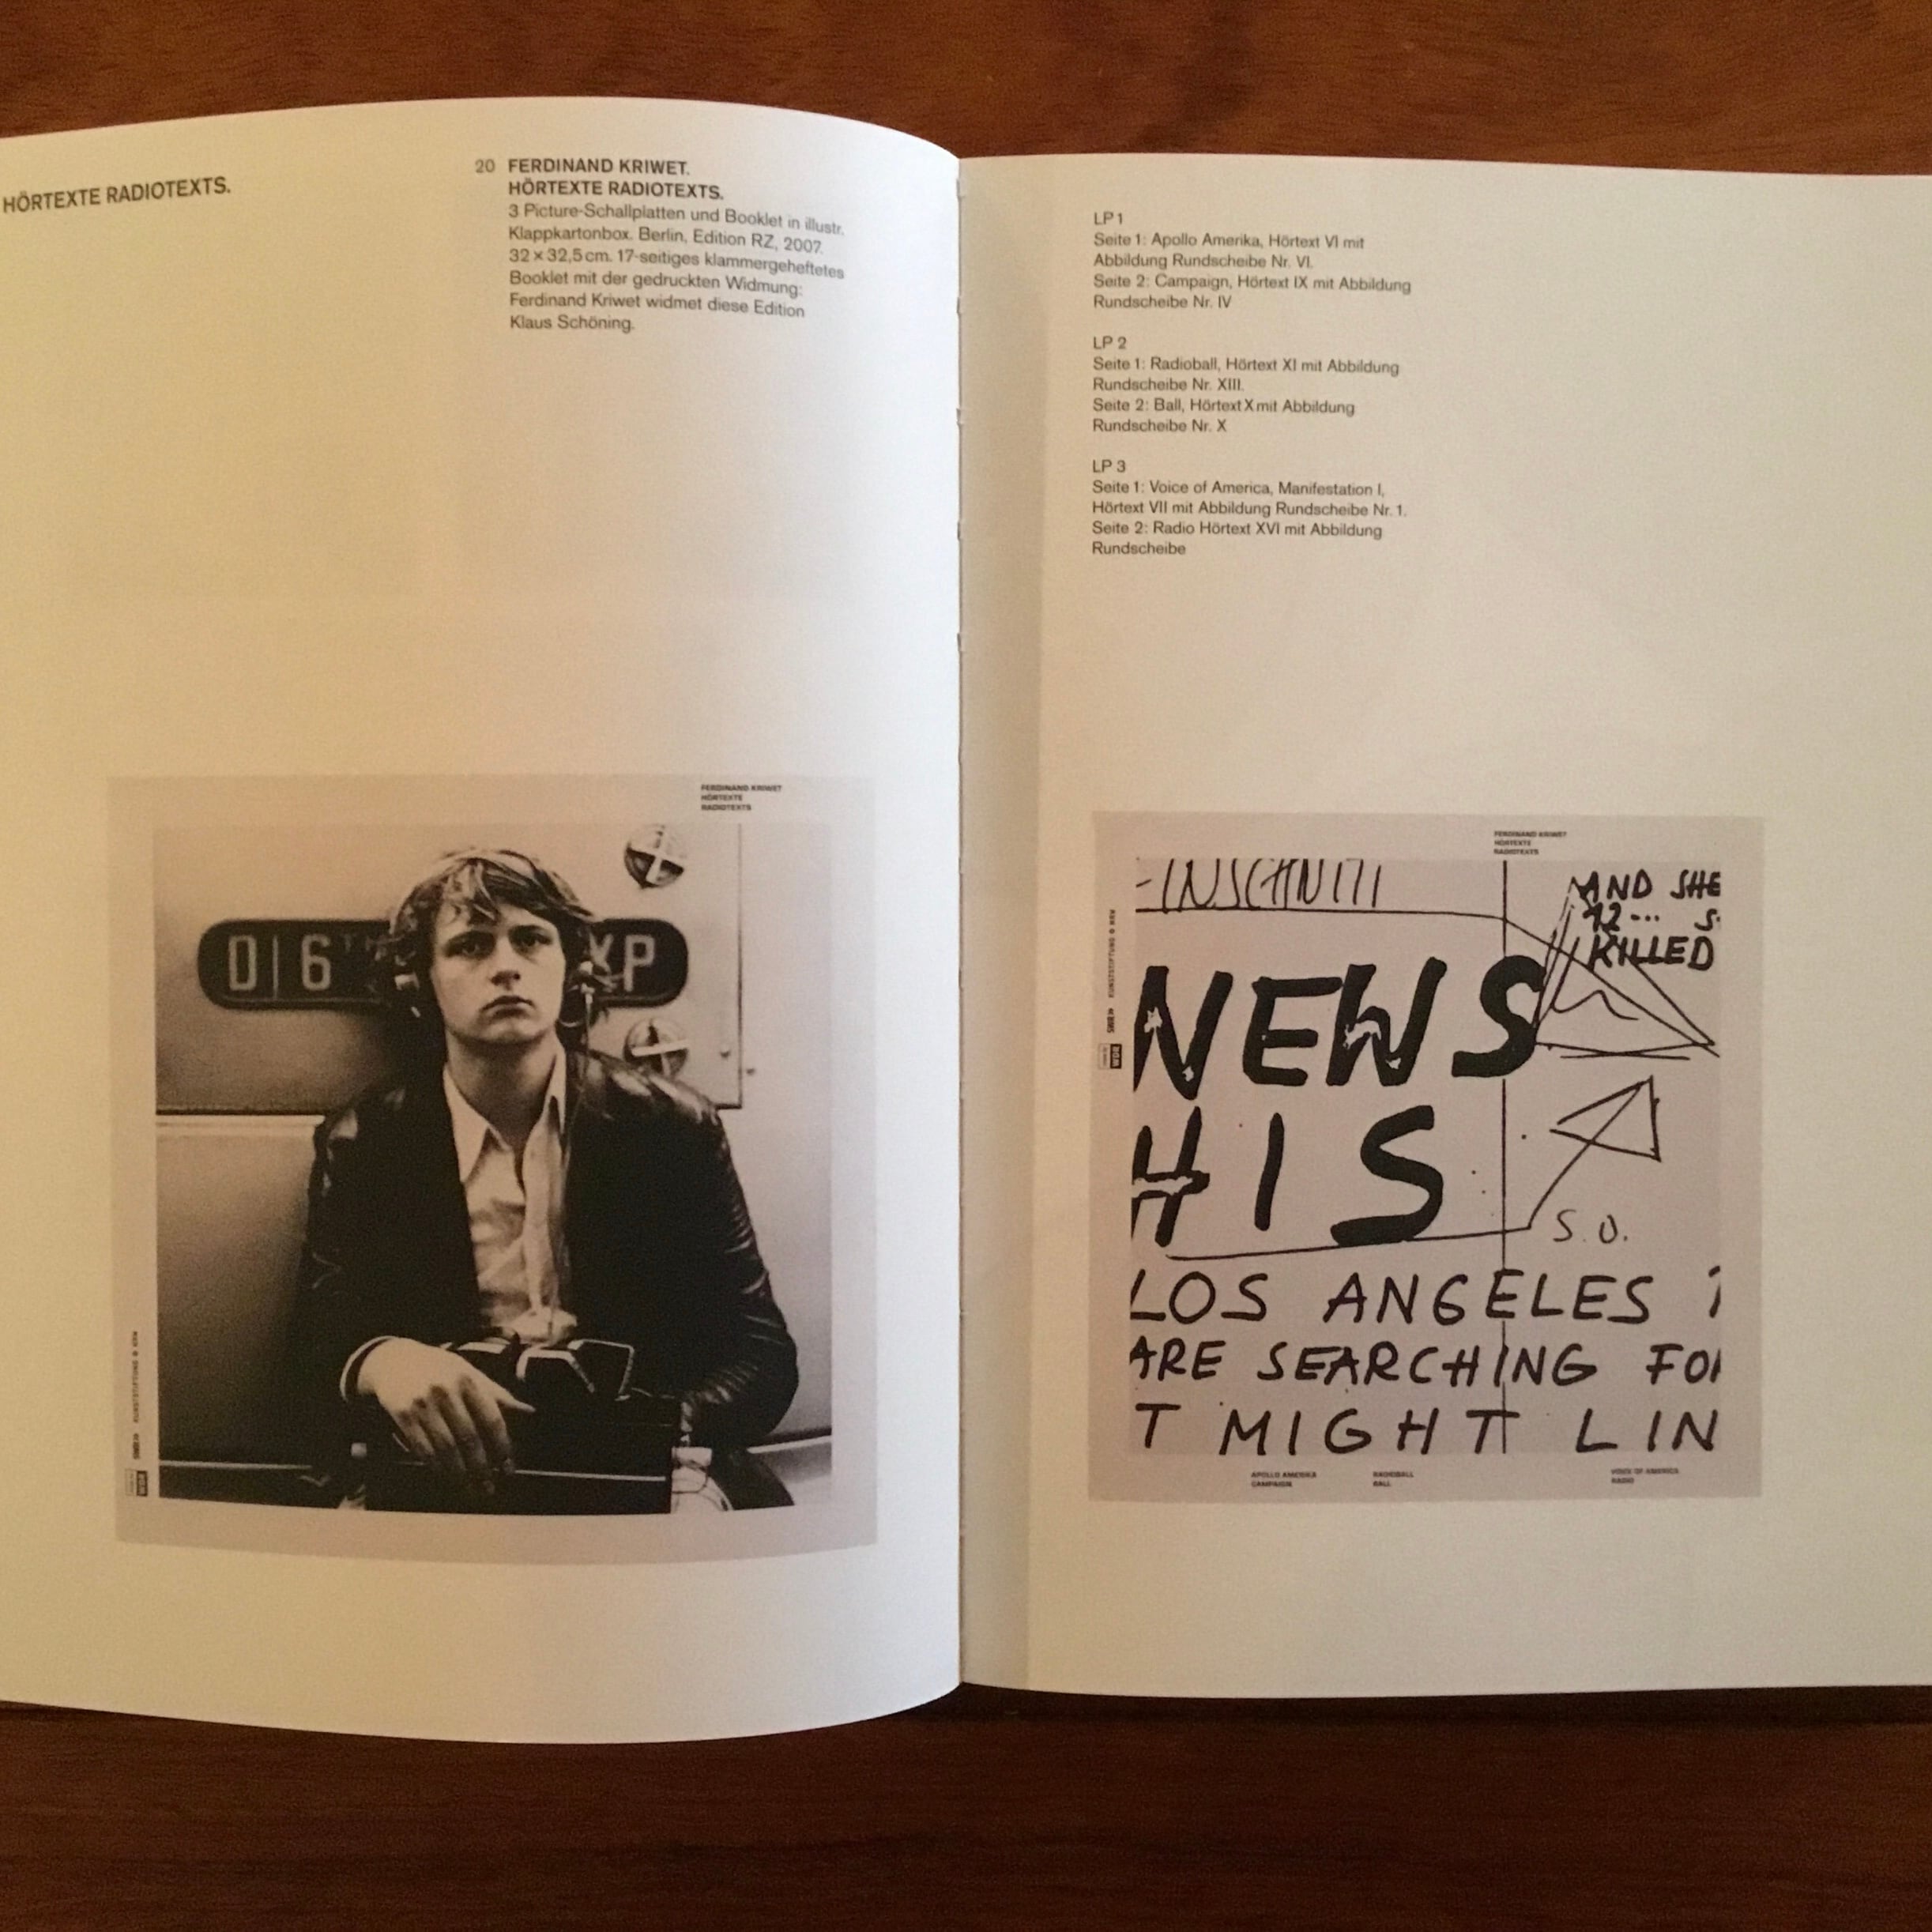 HÖRTEXTE RADIOTEXTS.
20 FERDINAND KRIWET.
HÖRTEXTE RADIOTEXTS.
3 Picture-Schallplatten und Booklet in illustr.
Klappkartonbox. Berlin, Edition RZ, 2007.
32 × 32,5 cm. 17-seitiges klammergeheftetes
Booklet mit der gedruckten Widmung:
Ferdinand Kriwet widmet diese Edition
Klaus Schöning.
FERDINAND KRIWET
HÖRTEXTE
RADIOTEXTS
D|6
XP
LP 1
Seite 1: Apollo Amerika, Hörtext VI mit
Abbildung Rundscheibe Nr. VI.
Seite 2: Campaign, Hörtext IX mit Abbildung
Rundscheibe Nr. IV
LP 2
Seite 1: Radioball, Hörtext XI mit Abbildung
Rundscheibe Nr. XIII.
Seite 2: Ball, Hörtext X mit Abbildung
Rundscheibe Nr. X
LP 3
Seite 1: Voice of America, Manifestation I,
Hörtext VII mit Abbildung Rundscheibe Nr. 1.
Seite 2: Radio Hörtext XVI mit Abbildung
Rundscheibe
FERDINAND KRIWET
HÖRTEXTE
RADIOTEXTS
AND SHE
12... S
KILLED
NEWS
HIS
S.O.
LOS ANGELES
ARE SEARCHING FO
T MIGHT LIN
APOLLO AMERIKA
CAMPAIGN
RADIOBALL
BALL
VOICE OF AMERICA
RADIO